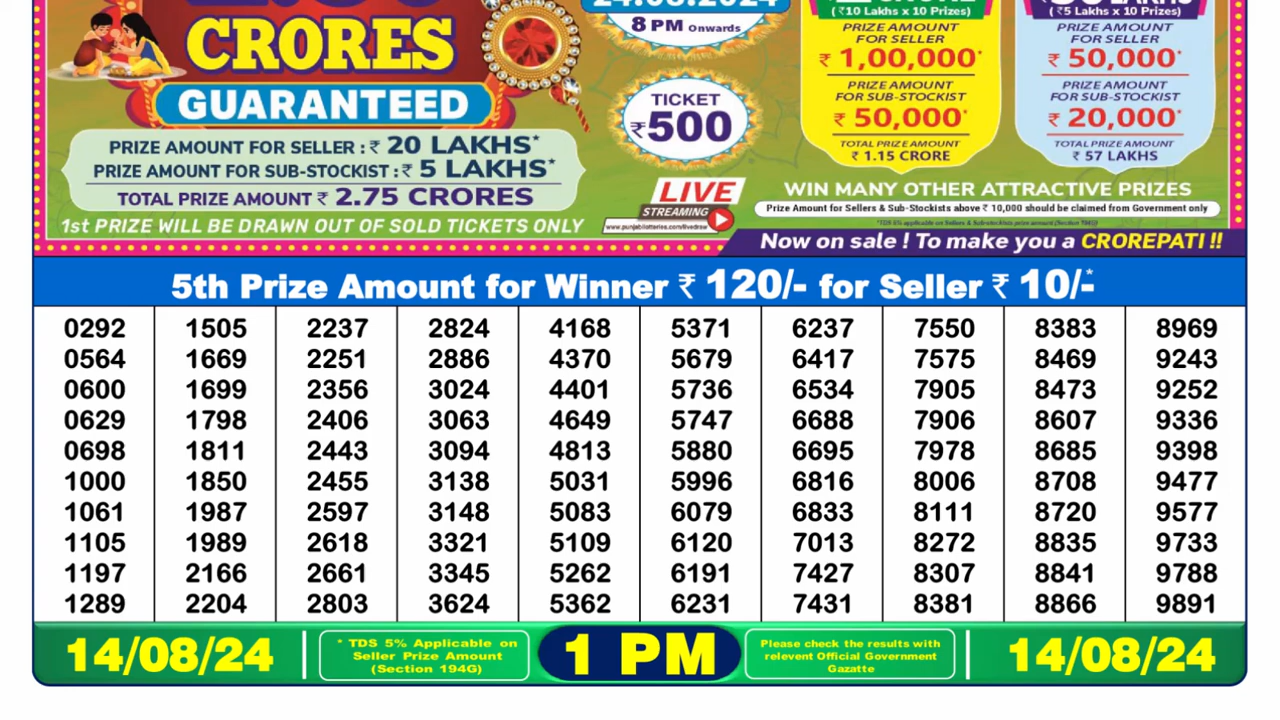 CRORES
GUARANTEED
PRIZE AMOUNT FOR SELLER : ₹ 20 LAKHS*
PRIZE AMOUNT FOR SUB-STOCKIST : ₹ 5 LAKHS*
TOTAL PRIZE AMOUNT ₹ 2.75 CRORES
1st PRIZE WILL BE DRAWN OUT OF SOLD TICKETS ONLY
24.08.2024
8 PM Onwards
TICKET
₹500
LIVE
STREAMING
www.punjablotteries.com/livedraw
(₹10 Lakhs x 10 Prizes)
PRIZE AMOUNT
FOR SELLER
₹ 1,00,000*
PRIZE AMOUNT
FOR SUB-STOCKIST
₹ 50,000*
TOTAL PRIZE AMOUNT
₹ 1.15 CRORE
(₹5 Lakhs x 10 Prizes)
PRIZE AMOUNT
FOR SELLER
₹ 50,000*
PRIZE AMOUNT
FOR SUB-STOCKIST
₹ 20,000*
TOTAL PRIZE AMOUNT
₹ 57 LAKHS
WIN MANY OTHER ATTRACTIVE PRIZES
Prize Amount for Sellers & Sub-Stockists above ₹ 10,000 should be claimed from Government only
Now on sale ! To make you a CROREPATI !!
5th Prize Amount for Winner ₹ 120/- for Seller ₹ 10/-*
0292 1505 2237 2824 4168 5371 6237 7550 8383 8969
0564 1669 2251 2886 4370 5679 6417 7575 8469 9243
0600 1699 2356 3024 4401 5736 6534 7905 8473 9252
0629 1798 2406 3063 4649 5747 6688 7906 8607 9336
0698 1811 2443 3094 4813 5880 6695 7978 8685 9398
1000 1850 2455 3138 5031 5996 6816 8006 8708 9477
1061 1987 2597 3148 5083 6079 6833 8111 8720 9577
1105 1989 2618 3321 5109 6120 7013 8272 8835 9733
1197 2166 2661 3345 5262 6191 7427 8307 8841 9788
1289 2204 2803 3624 5362 6231 7431 8381 8866 9891
14/08/24
* TDS 5% Applicable on
Seller Prize Amount
(Section 194G)
1 PM
Please check the results with
relevent Official Government
Gazatte
14/08/24